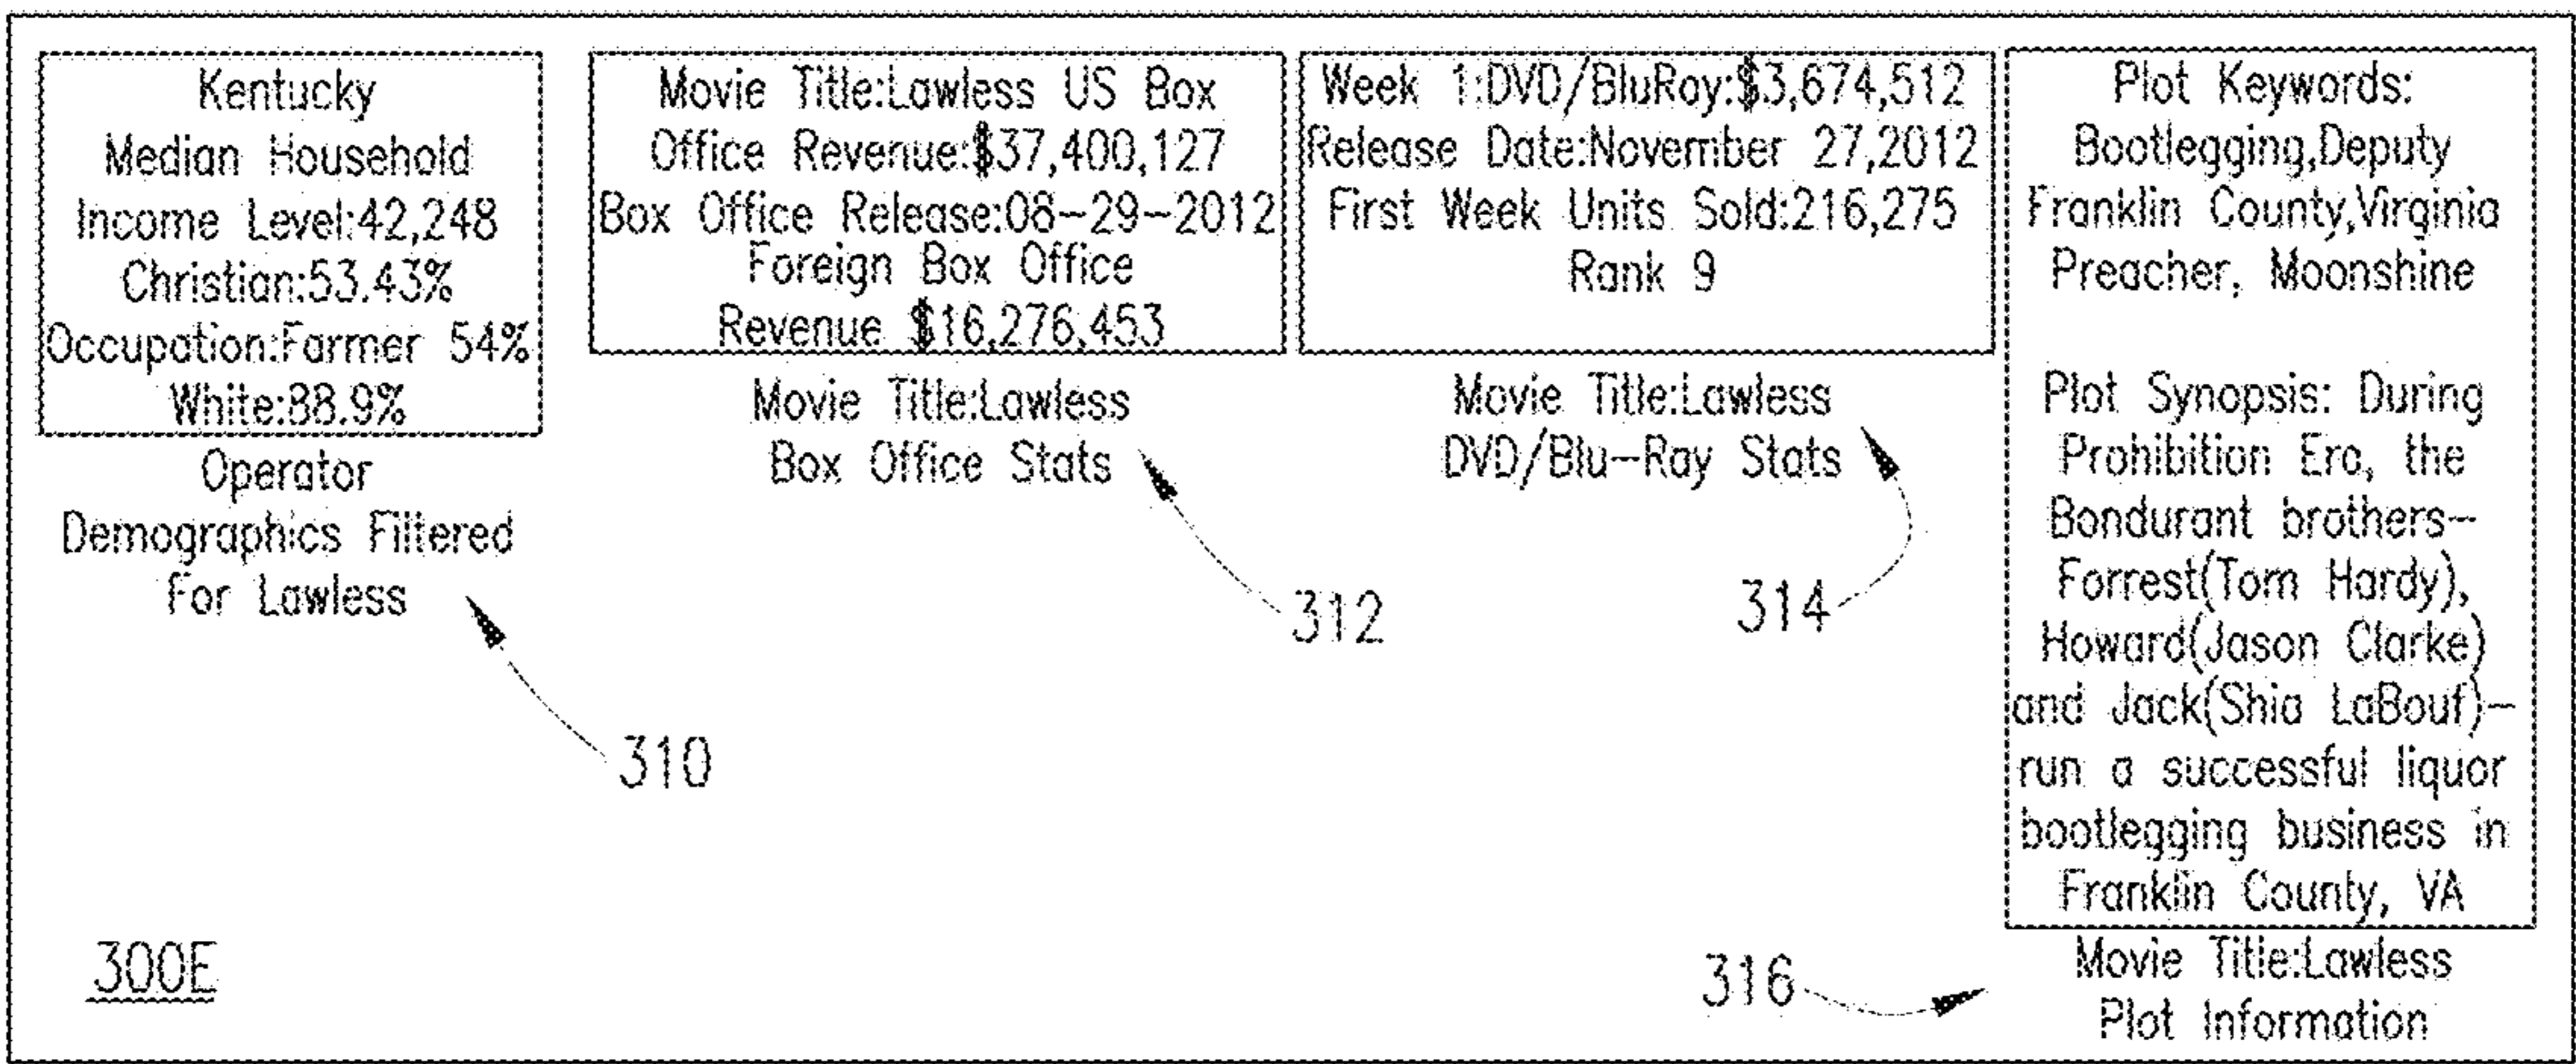 Kentucky
Median Household
Income Level:42,248
Christian:53.43%
Occupation:Farmer 54%
White:88.9%
Operator
Demographics Filtered
For Lawless
310
Movie Title:Lawless US Box
Office Revenue:$37,400,127
Box Office Release:08-29-2012
Foreign Box Office
Revenue $16,276,453
Movie Title:Lawless
Box Office Stats
312
Week 1:DVD/BluRay:$3,674,512
Release Date:November 27,2012
First Week Units Sold:216,275
Rank 9
Movie Title:Lawless
DVD/Blu-Ray Stats
314
Plot Keywords:
Bootlegging,Deputy
Franklin County,Virginia
Preacher, Moonshine
Plot Synopsis: During
Prohibition Era, the
Bondurant brothers-
Forrest(Tom Hardy),
Howard(Jason Clarke)
and Jack(Shia LaBouf)-
run a successful liquor
bootlegging business in
Franklin County, VA
Movie Title:Lawless
Plot Information
316
300E